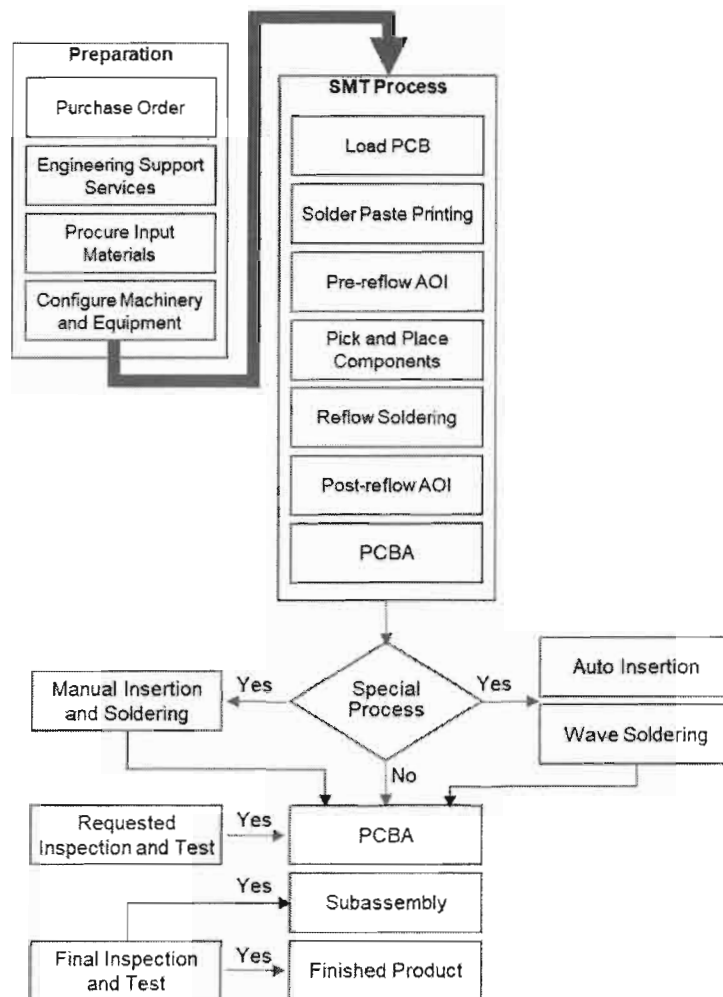 Preparation
Purchase Order
Engineering Support
Services
Procure Input
Materials
Configure Machinery
and Equipment
SMT Process
Load PCB
Solder Paste Printing
Pre-reflow AOI
Pick and Place
Components
Reflow Soldering
Post-reflow AOI
PCBA
Special
Process
Yes
Yes
No
Manual Insertion
and Soldering
Auto Insertion
Wave Soldering
Requested
Inspection and Test
Yes
PCBA
Yes
Subassembly
Final Inspection
and Test
Yes
Finished Product